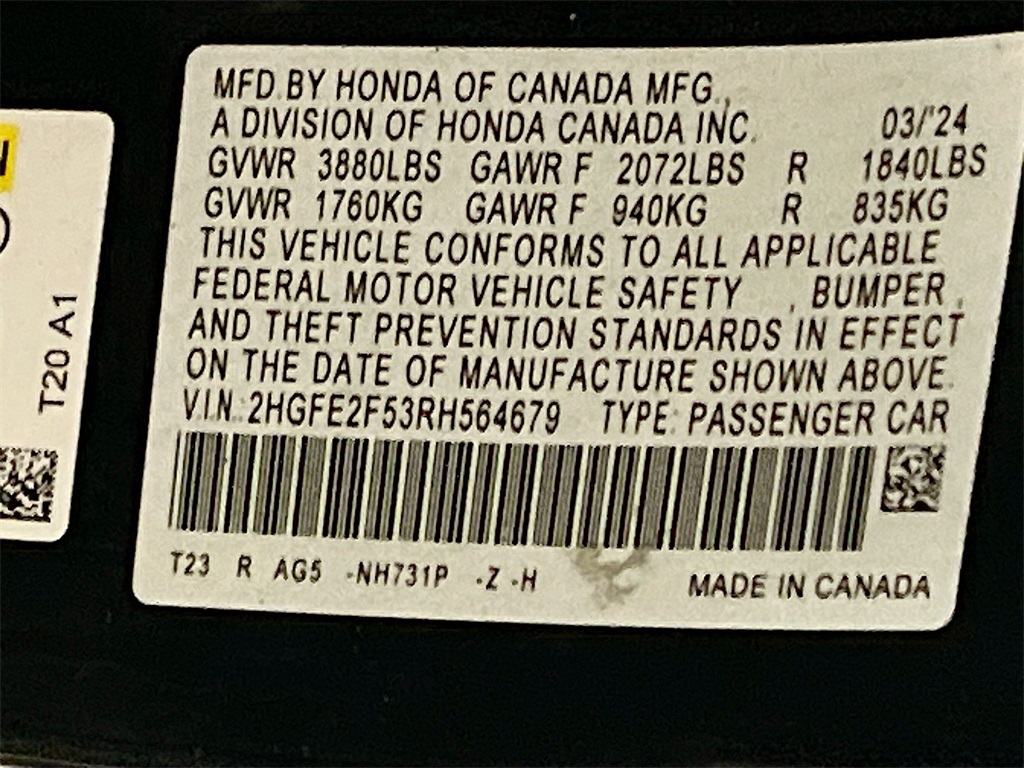 MFD.BY HONDA OF CANADA MFG.,
A DIVISION OF HONDA CANADA INC. 03/'24
GVWR 3880LBS GAWR F 2072LBS R 1840LBS
GVWR 1760KG GAWR F 940KG R 835KG
THIS VEHICLE CONFORMS TO ALL APPLICABLE
FEDERAL MOTOR VEHICLE SAFETY , BUMPER,
AND THEFT PREVENTION STANDARDS IN EFFECT
ON THE DATE OF MANUFACTURE SHOWN ABOVE.
V.I.N.:2HGFE2F53RH564679 TYPE: PASSENGER CAR
T23 R AG5 -NH731P -Z -H MADE IN CANADA
T20 A1